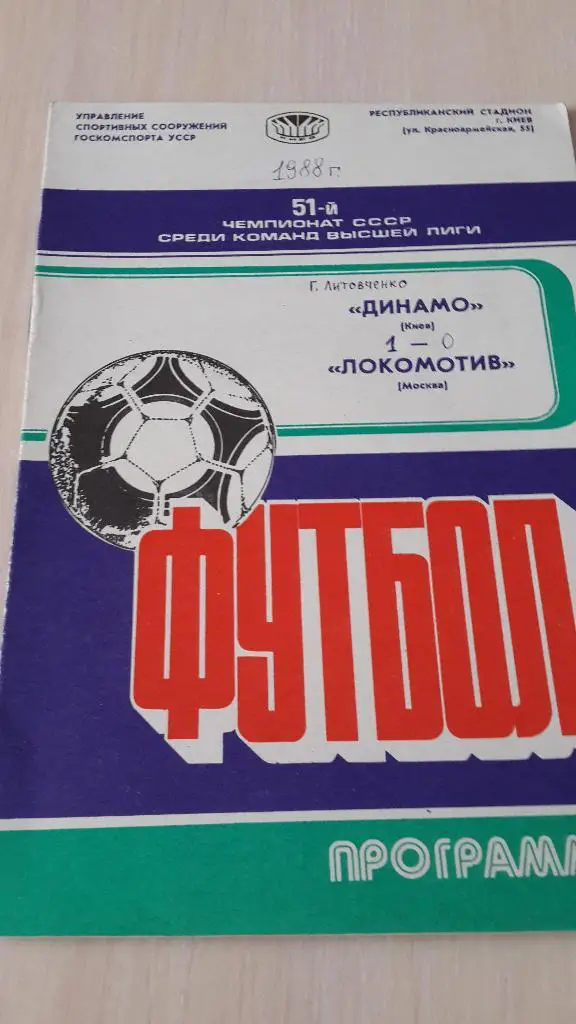 УПРАВЛЕНИЕ
СПОРТИВНЫХ СООРУЖЕНИЙ
ГОСКОМСПОРТА УССР
КИЕВ
РЕСПУБЛИКАНСКИЙ СТАДИОН
г. КИЕВ
(ул. Красноармейская, 55)
1988 г.
51-й
ЧЕМПИОНАТ СССР
СРЕДИ КОМАНД ВЫСШЕЙ ЛИГИ
Г. Литовченко
«ДИНАМО»
(Киев)
1 – 0
«ЛОКОМОТИВ»
(Москва)
ФУТБОЛ
ПРОГРАММ